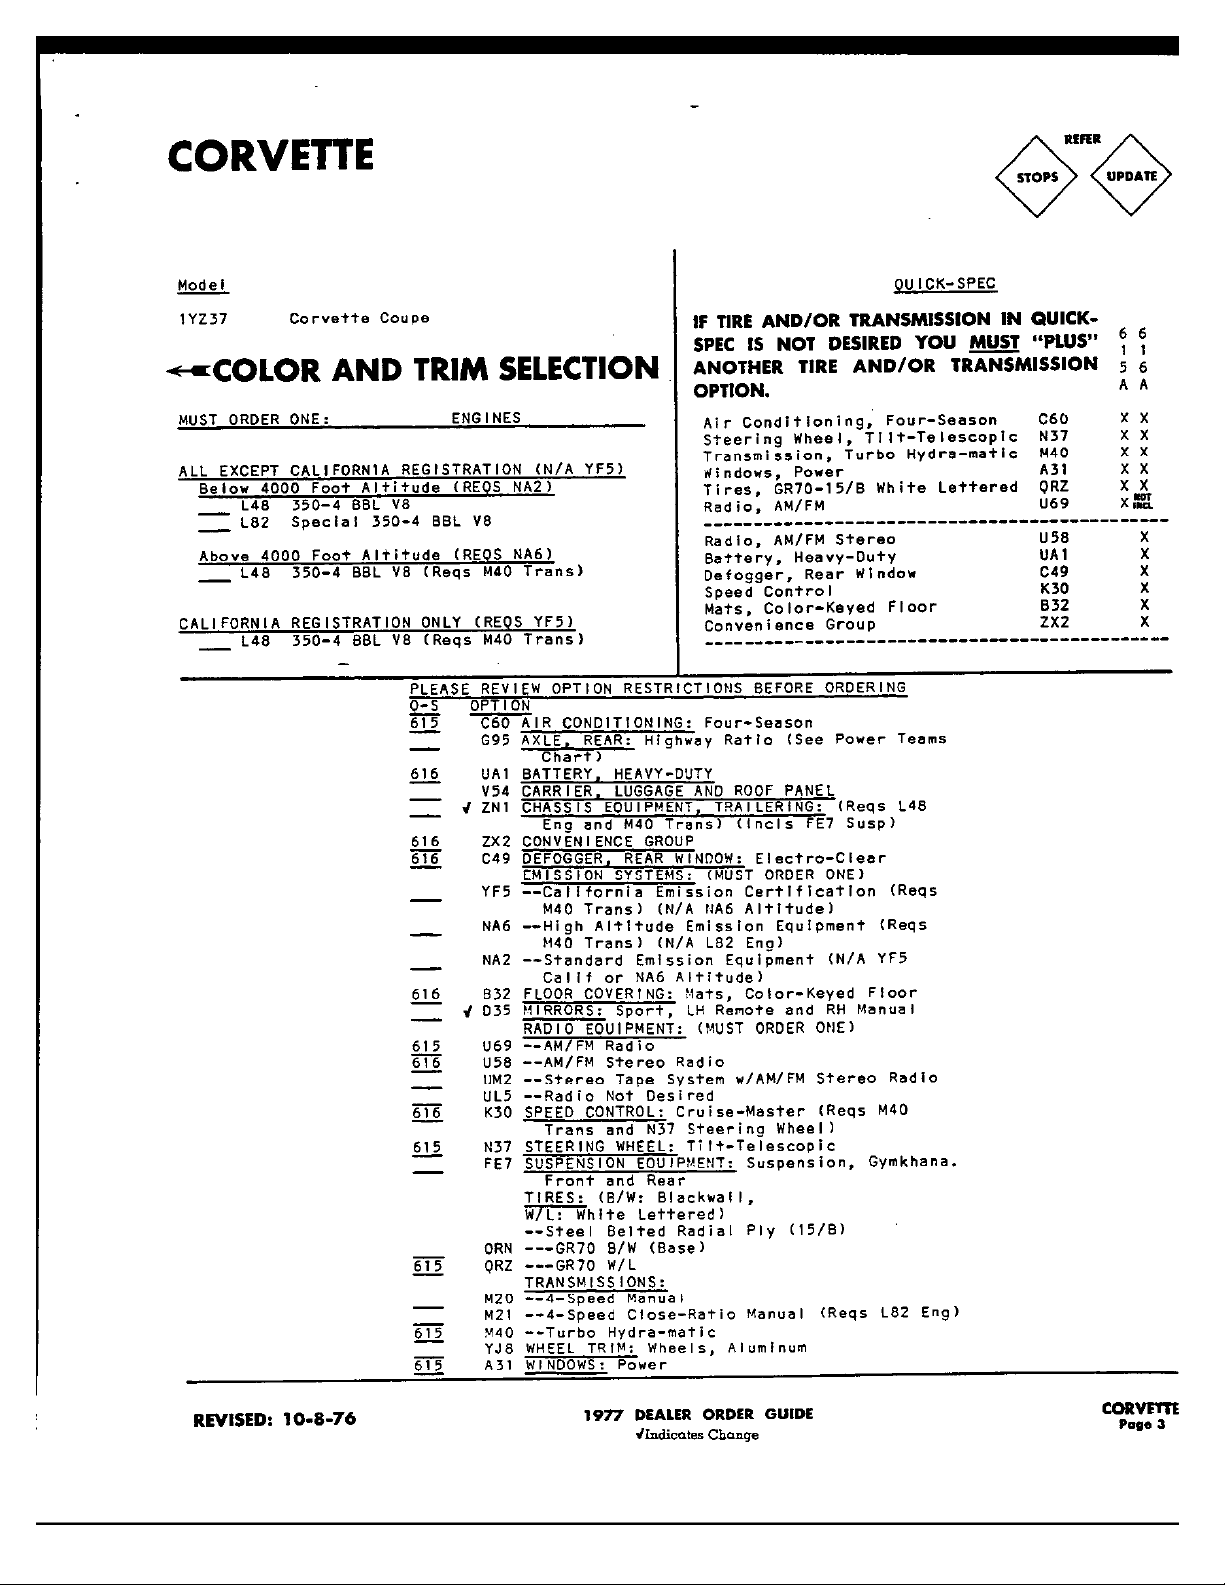 CORVETTE
REFER
STOPS
UPDATE
Model
1YZ37 Corvette Coupe
COLOR AND TRIM SELECTION
MUST ORDER ONE: ENGINES
ALL EXCEPT CALIFORNIA REGISTRATION (N/A YF5)
Below 4000 Foot Altitude (REQS NA2)
___ L48 350-4 BBL V8
___ L82 Special 350-4 BBL V8
Above 4000 Foot Altitude (REQS NA6)
___ L48 350-4 BBL V8 (Reqs M40 Trans)
CALIFORNIA REGISTRATION ONLY (REQS YF5)
___ L48 350-4 BBL V8 (Reqs M40 Trans)
QUICK-SPEC
IF TIRE AND/OR TRANSMISSION IN QUICK-
SPEC IS NOT DESIRED YOU MUST "PLUS"
ANOTHER TIRE AND/OR TRANSMISSION
OPTION.
6 6
1 1
5 6
A A
Air Conditioning, Four-Season C60 X X
Steering Wheel, Tilt-Telescopic N37 X X
Transmission, Turbo Hydra-matic M40 X X
Windows, Power A31 X X
Tires, GR70-15/B White Lettered QRZ X X
Radio, AM/FM U69 X NOT INCL
Radio, AM/FM Stereo U58 X
Battery, Heavy-Duty UA1 X
Defogger, Rear Window C49 X
Speed Control K30 X
Mats, Color-Keyed Floor B32 X
Convenience Group ZX2 X
PLEASE REVIEW OPTION RESTRICTIONS BEFORE ORDERING
O-S OPTION
615 C60 AIR CONDITIONING: Four-Season
___ G95 AXLE, REAR: Highway Ratio (See Power Teams
Chart)
616 UA1 BATTERY, HEAVY-DUTY
___ V54 CARRIER, LUGGAGE AND ROOF PANEL
___ √ ZN1 CHASSIS EQUIPMENT, TRAILERING: (Reqs L48
Eng and M40 Trans) (Incls FE7 Susp)
616 ZX2 CONVENIENCE GROUP
616 C49 DEFOGGER, REAR WINDOW: Electro-Clear
EMISSION SYSTEMS: (MUST ORDER ONE)
___ YF5 --California Emission Certification (Reqs
M40 Trans) (N/A NA6 Altitude)
___ NA6 --High Altitude Emission Equipment (Reqs
M40 Trans) (N/A L82 Eng)
___ NA2 --Standard Emission Equipment (N/A YF5
Calif or NA6 Altitude)
616 B32 FLOOR COVERING: Mats, Color-Keyed Floor
___ √ D35 MIRRORS: Sport, LH Remote and RH Manual
RADIO EQUIPMENT: (MUST ORDER ONE)
615 U69 --AM/FM Radio
616 U58 --AM/FM Stereo Radio
___ UM2 --Stereo Tape System w/AM/FM Stereo Radio
___ UL5 --Radio Not Desired
616 K30 SPEED CONTROL: Cruise-Master (Reqs M40
Trans and N37 Steering Wheel)
615 N37 STEERING WHEEL: Tilt-Telescopic
___ FE7 SUSPENSION EQUIPMENT: Suspension, Gymkhana.
Front and Rear
TIRES: (B/W: Blackwall,
W/L: White Lettered)
--Steel Belted Radial Ply (15/B)
___ QRN ---GR70 B/W (Base)
615 QRZ ---GR70 W/L
TRANSMISSIONS:
___ M20 --4-Speed Manual
___ M21 --4-Speed Close-Ratio Manual (Reqs L82 Eng)
615 M40 --Turbo Hydra-matic
___ YJ8 WHEEL TRIM: Wheels, Aluminum
615 A31 WINDOWS: Power
REVISED: 10-8-76
1977 DEALER ORDER GUIDE
√Indicates Change
CORVETTE
Page 3